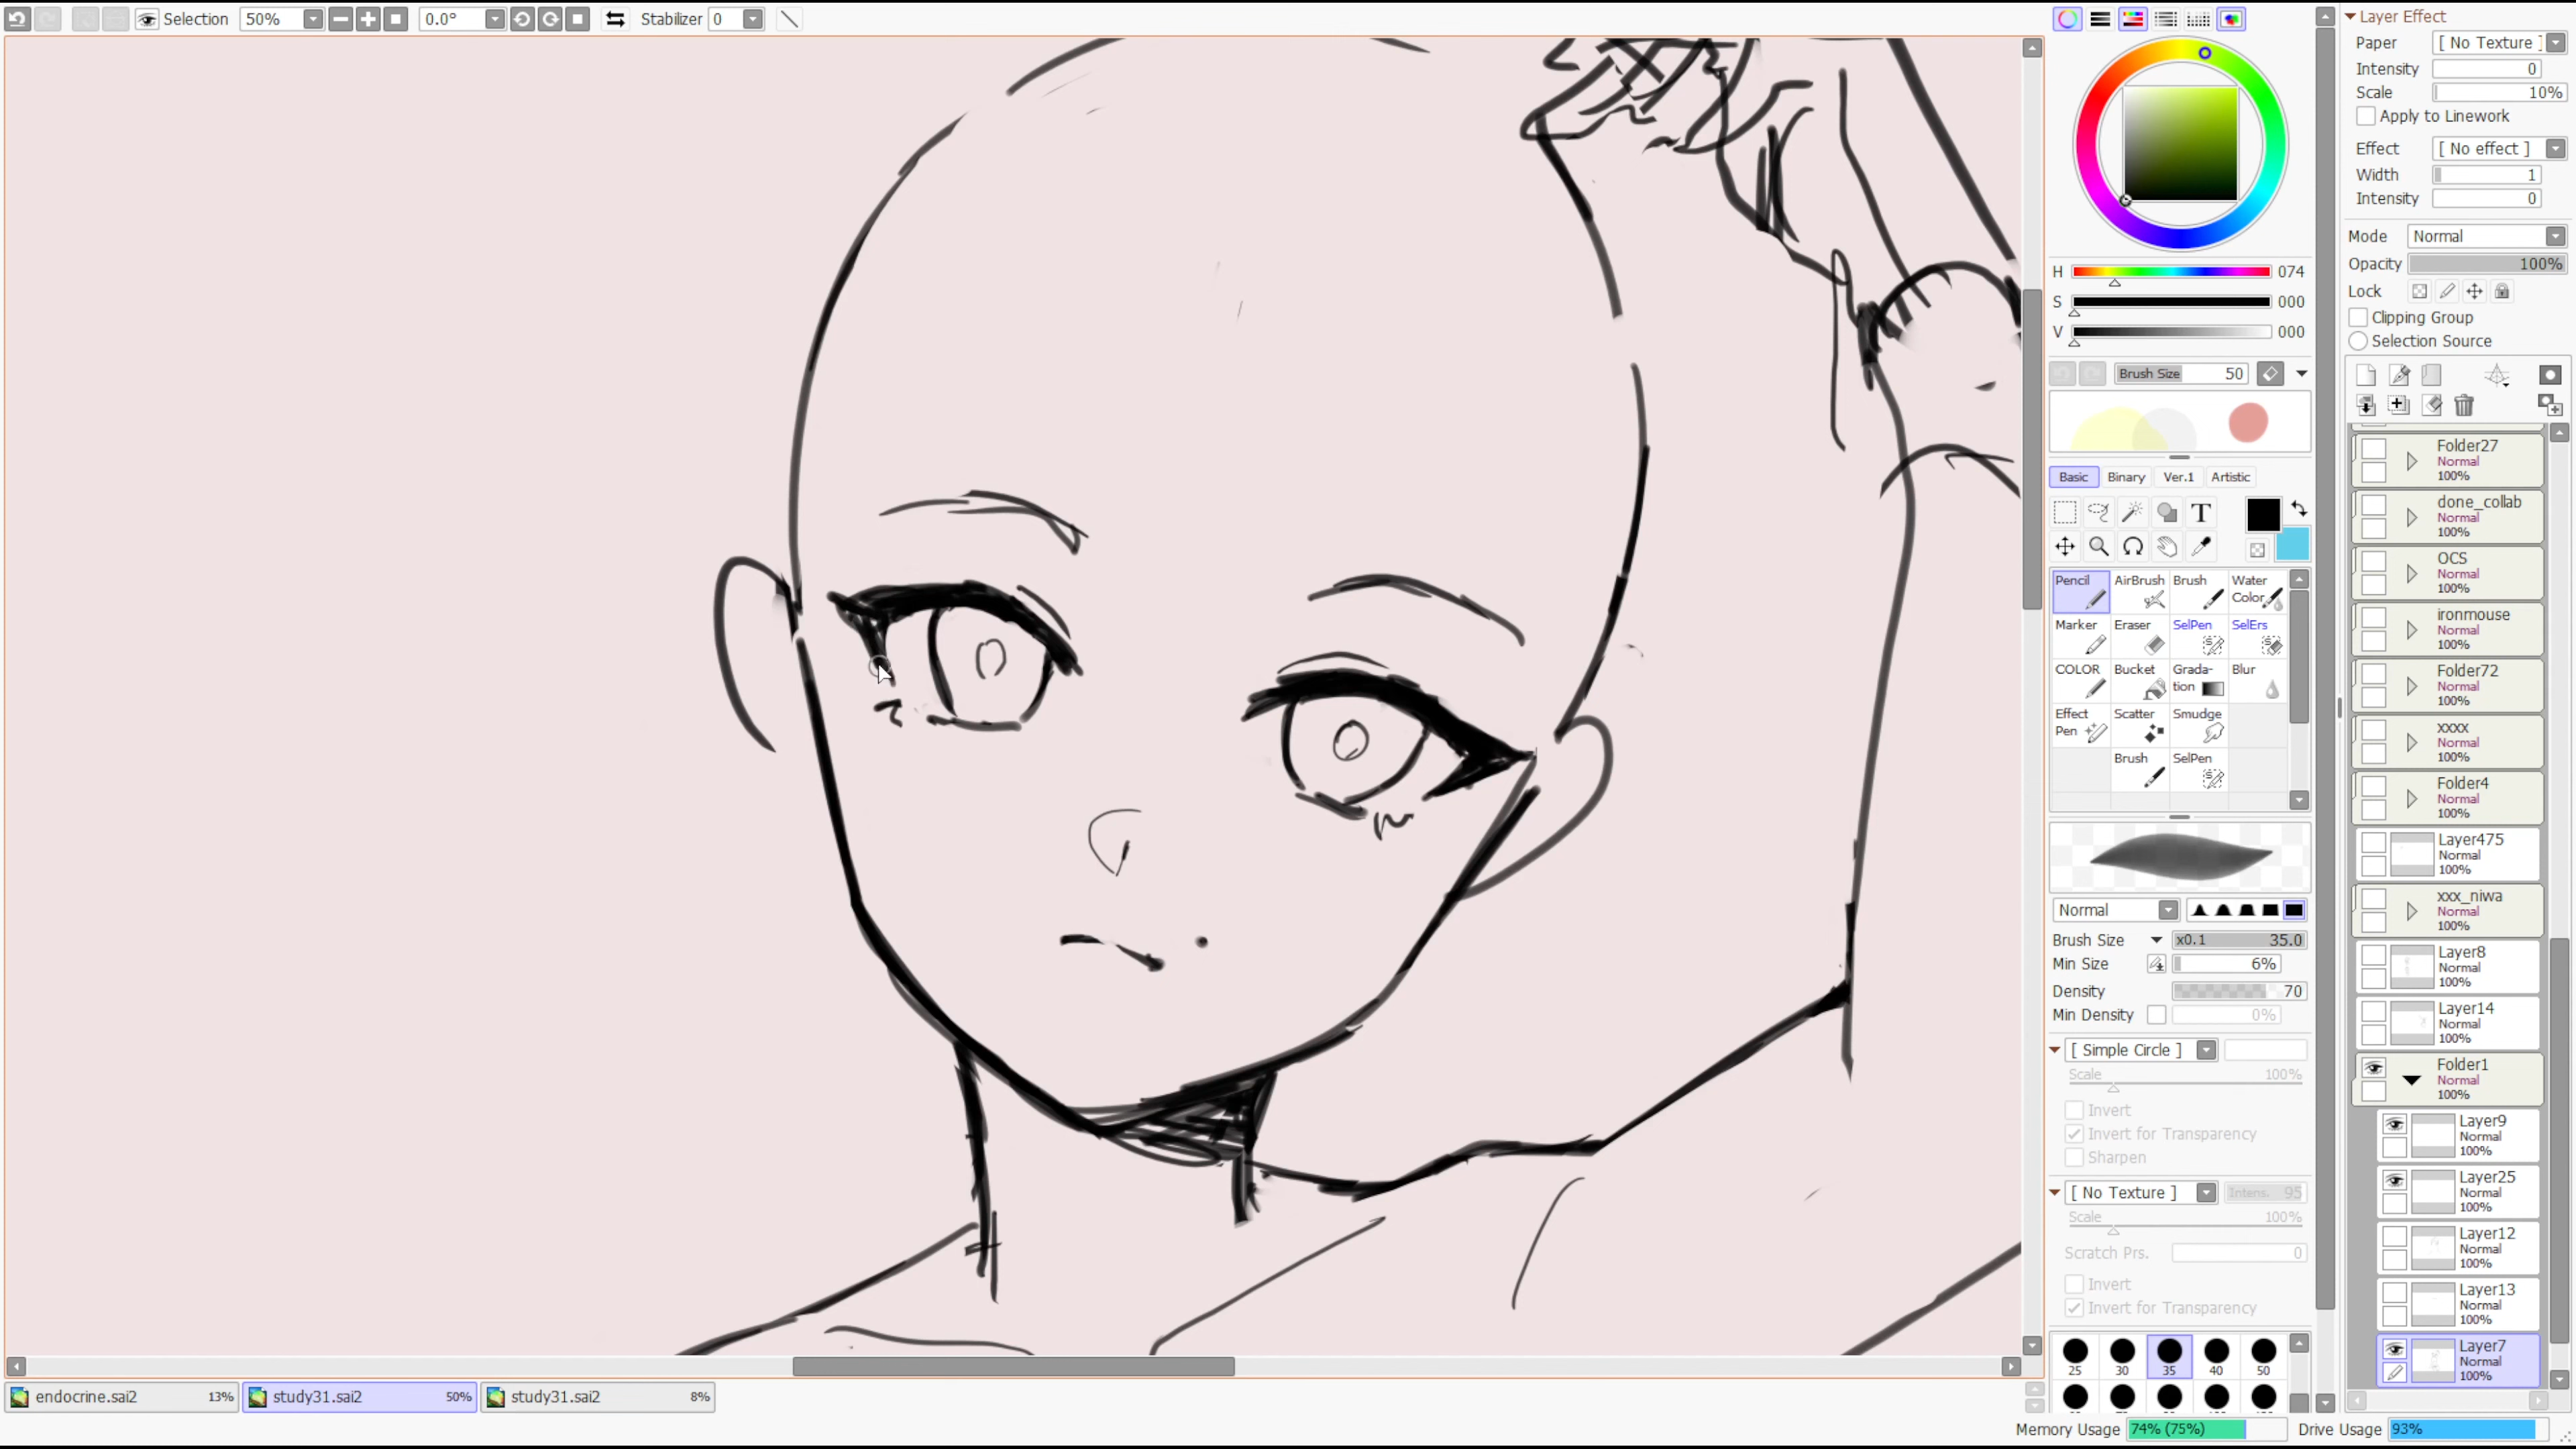 Selection 50% 0.0° Stabilizer 0
H 074
S 000
V 000
Brush Size 50
Basic Binary Ver.1 Artistic
T
Pencil AirBrush Brush Water Color
Marker Eraser SelPen SelErs
COLOR Bucket Grada-tion Blur
Effect Pen Scatter Smudge
Brush SelPen
Normal
Brush Size x0.1 35.0
Min Size 6%
Density 70
Min Density 0%
[ Simple Circle ]
Scale 100%
Invert
Invert for Transparency
Sharpen
[ No Texture ] Intens. 95
Scale 100%
Scratch Prs. 0
Invert
Invert for Transparency
25 30 35 40 50
Layer Effect
Paper [ No Texture ]
Intensity 0
Scale 10%
Apply to Linework
Effect [ No effect ]
Width 1
Intensity 0
Mode Normal
Opacity 100%
Lock
Clipping Group
Selection Source
Folder27
Normal
100%
done_collab
Normal
100%
OCS
Normal
100%
ironmouse
Normal
100%
Folder72
Normal
100%
xxxx
Normal
100%
Folder4
Normal
100%
Layer475
Normal
100%
xxx_niwa
Normal
100%
Layer8
Normal
100%
Layer14
Normal
100%
Folder1
Normal
100%
Layer9
Normal
100%
Layer25
Normal
100%
Layer12
Normal
100%
Layer13
Normal
100%
Layer7
Normal
100%
endocrine.sai2 13% study31.sai2 50% study31.sai2 8%
Memory Usage 74% (75%) Drive Usage 93%